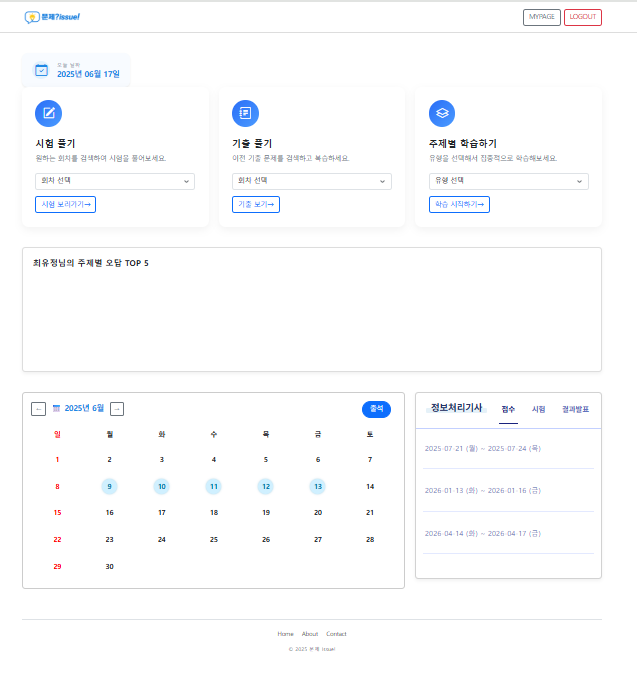 문제?issue!
MYPAGE LOGOUT
오늘 날짜
2025년 06월 17일
시험 풀기
원하는 회차를 검색하여 시험을 풀어보세요.
회차 선택
시험 보러가기→
기출 풀기
이전 기출 문제를 검색하고 복습하세요.
회차 선택
기출 보기→
주제별 학습하기
유형을 선택해서 집중적으로 학습해보세요.
유형 선택
학습 시작하기→
최유정님의 주제별 오답 TOP 5
← 2025년 6월 → 출석
일 월 화 수 목 금 토
1 2 3 4 5 6 7
8 9 10 11 12 13 14
15 16 17 18 19 20 21
22 23 24 25 26 27 28
29 30
정보처리기사 접수 시험 결과발표
2025-07-21 (월) ~ 2025-07-24 (목)
2026-01-13 (화) ~ 2026-01-16 (금)
2026-04-14 (화) ~ 2026-04-17 (금)
Home About Contact
© 2025 문제 issue!